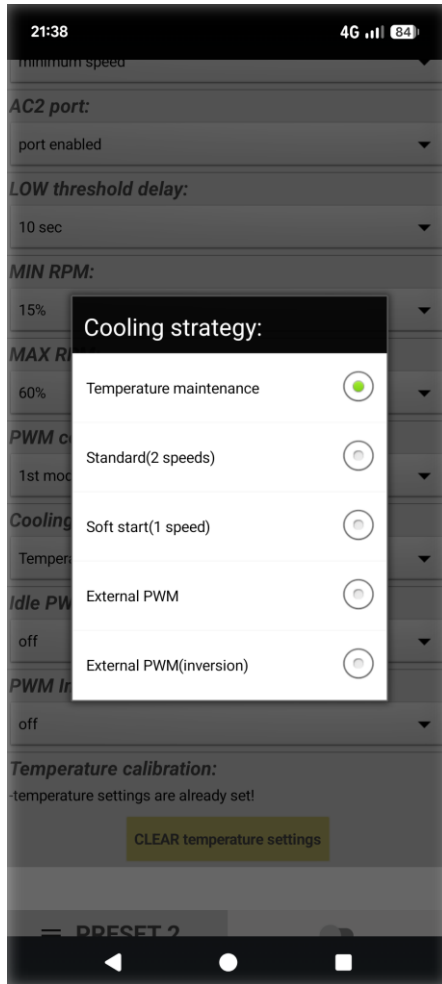 21:38
4G 84
minimum speed
AC2 port:
port enabled
LOW threshold delay:
10 sec
MIN RPM:
15%
MAX R
60%
PWM c
1st mod
Cooling
Tempera
Idle PW
off
PWM In
off
Cooling strategy:
Temperature maintenance
Standard(2 speeds)
Soft start(1 speed)
External PWM
External PWM(inversion)
Temperature calibration:
-temperature settings are already set!
CLEAR temperature settings
PRESET 2